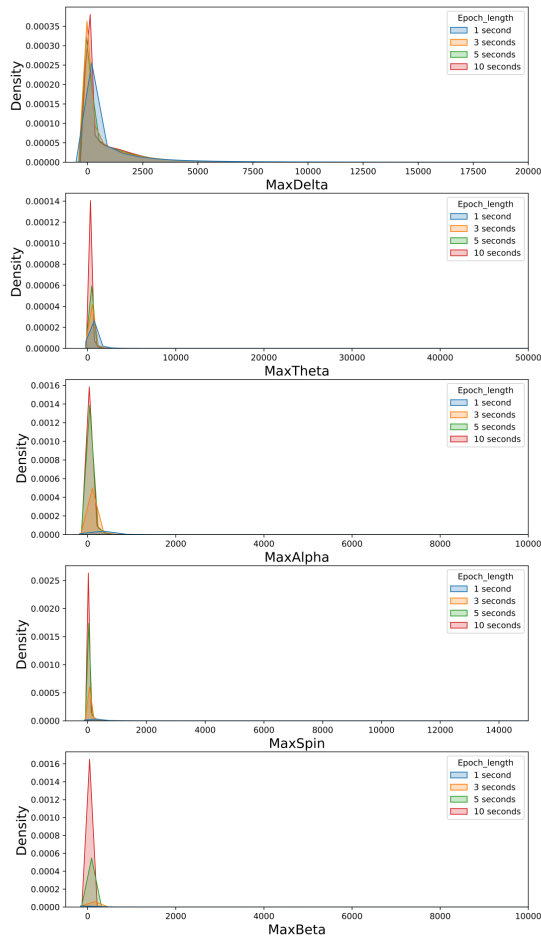 Epoch_length
1 second
3 seconds
5 seconds
10 seconds
0.00035
0.00030
0.00025
0.00020
0.00015
0.00010
0.00005
0.00000
Density
0 2500 5000 7500 10000 12500 15000 17500 20000
MaxDelta
Epoch_length
1 second
3 seconds
5 seconds
10 seconds
0.00014
0.00012
0.00010
0.00008
0.00006
0.00004
0.00002
0.00000
Density
0 10000 20000 30000 40000 50000
MaxTheta
Epoch_length
1 second
3 seconds
5 seconds
10 seconds
0.0016
0.0014
0.0012
0.0010
0.0008
0.0006
0.0004
0.0002
0.0000
Density
0 2000 4000 6000 8000 10000
MaxAlpha
Epoch_length
1 second
3 seconds
5 seconds
10 seconds
0.0025
0.0020
0.0015
0.0010
0.0005
0.0000
Density
0 2000 4000 6000 8000 10000 12000 14000
MaxSpin
Epoch_length
1 second
3 seconds
5 seconds
10 seconds
0.0016
0.0014
0.0012
0.0010
0.0008
0.0006
0.0004
0.0002
0.0000
Density
0 2000 4000 6000 8000 10000
MaxBeta